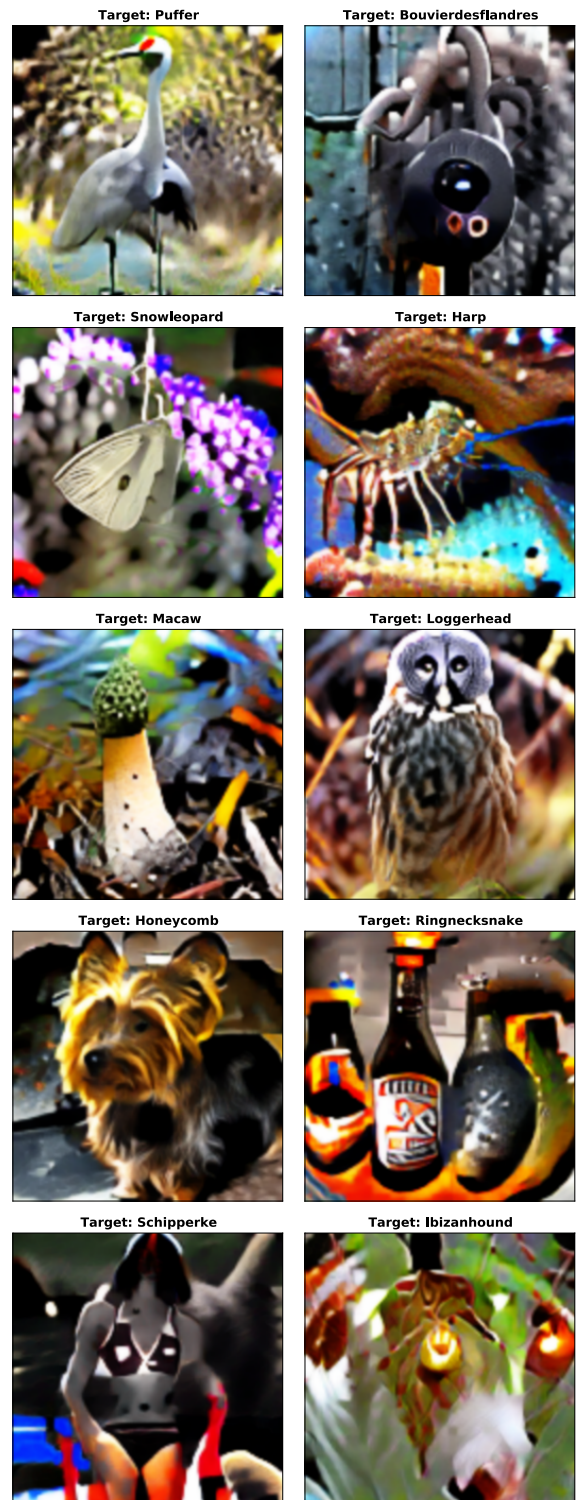 Target: Puffer
Target: Bouvierdesflandres
Target: Snowleopard
Target: Harp
Target: Macaw
Target: Loggerhead
Target: Honeycomb
Target: Ringnecksnake
Target: Schipperke
Target: Ibizanhound